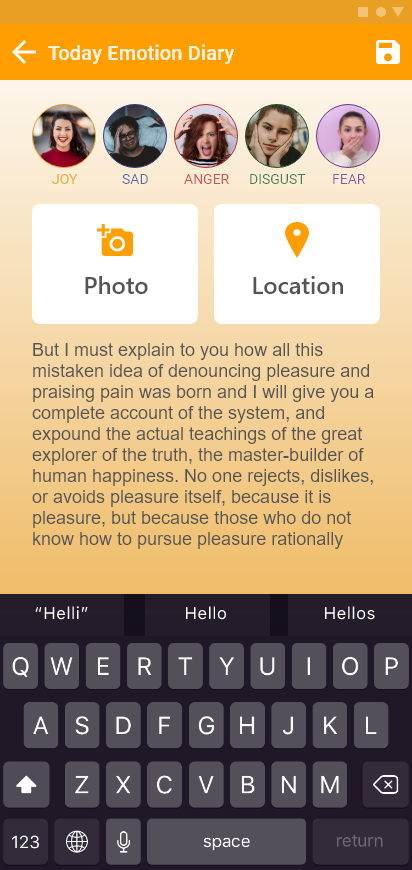 Today Emotion Diary
JOY SAD ANGER DISGUST FEAR
Photo Location
But I must explain to you how all this
mistaken idea of denouncing pleasure and
praising pain was born and I will give you a
complete account of the system, and
expound the actual teachings of the great
explorer of the truth, the master-builder of
human happiness. No one rejects, dislikes,
or avoids pleasure itself, because it is
pleasure, but because those who do not
know how to pursue pleasure rationally
“Helli” Hello Hellos
Q W E R T Y U I O P
A S D F G H J K L
Z X C V B N M
123 space return